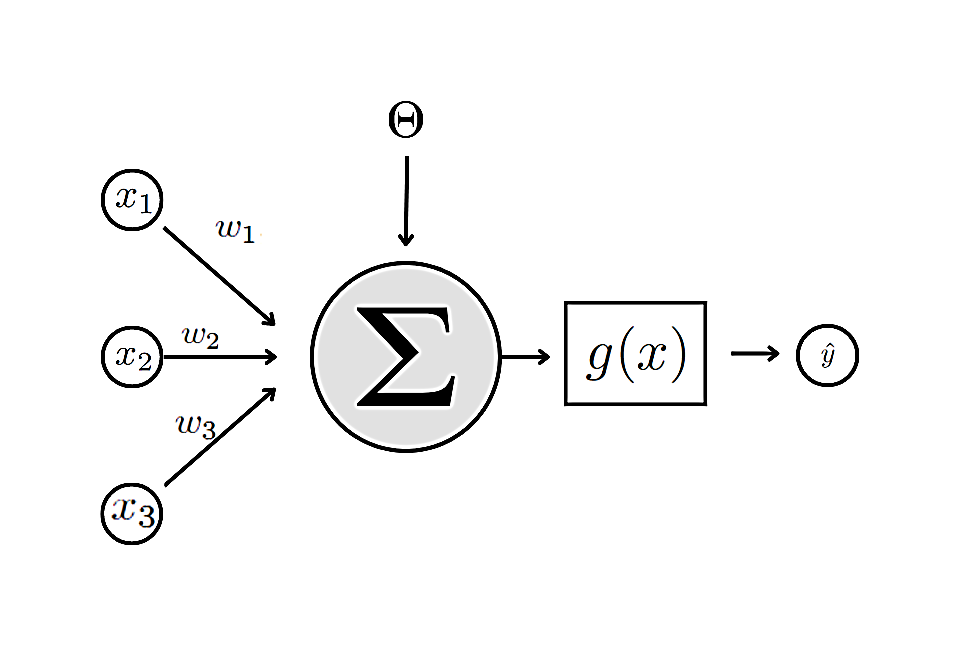 Θ
x₁
w₁
w₂
x₂
Σ
g(x)
ŷ
w₃
x₃